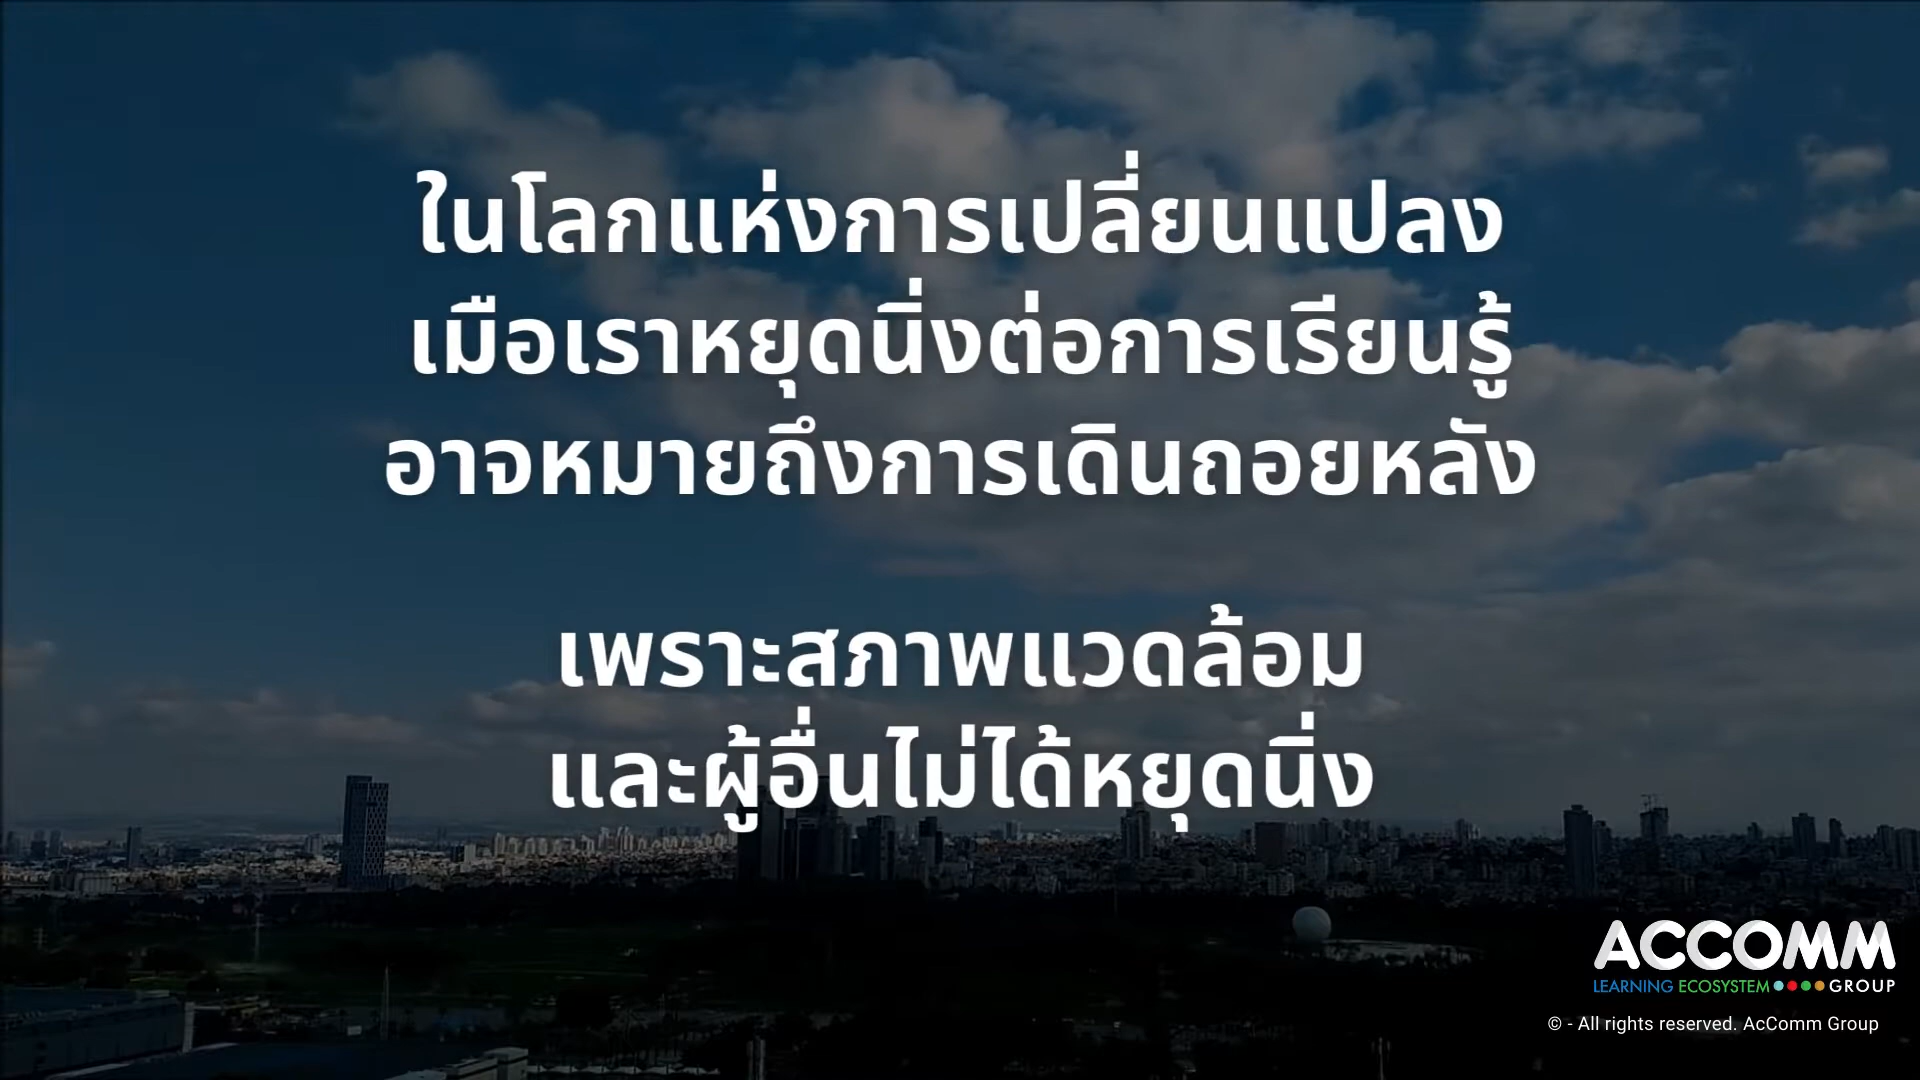 ในโลกแห่งการเปลี่ยนแปลง
เมือเราหยุดนิ่งต่อการเรียนรู้
อาจหมายถึงการเดินถอยหลัง
เพราะสภาพแวดล้อม
และผู้อื่นไม่ได้หยุดนิ่ง
ACCOMM
LEARNING ECOSYSTEM GROUP
© - All rights reserved. AcComm Group